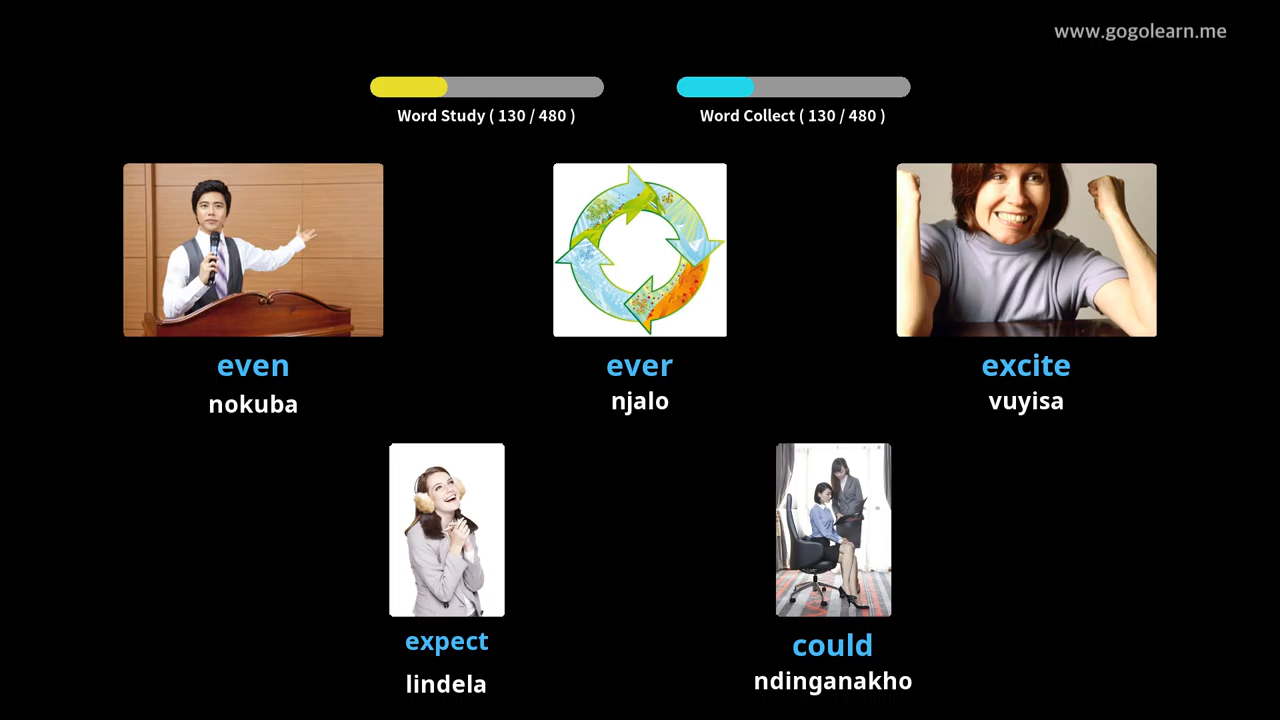 www.gogolearn.me
Word Study ( 130 / 480 )
Word Collect ( 130 / 480 )
even
nokuba
ever
njalo
excite
vuyisa
expect
lindela
could
ndinganakho